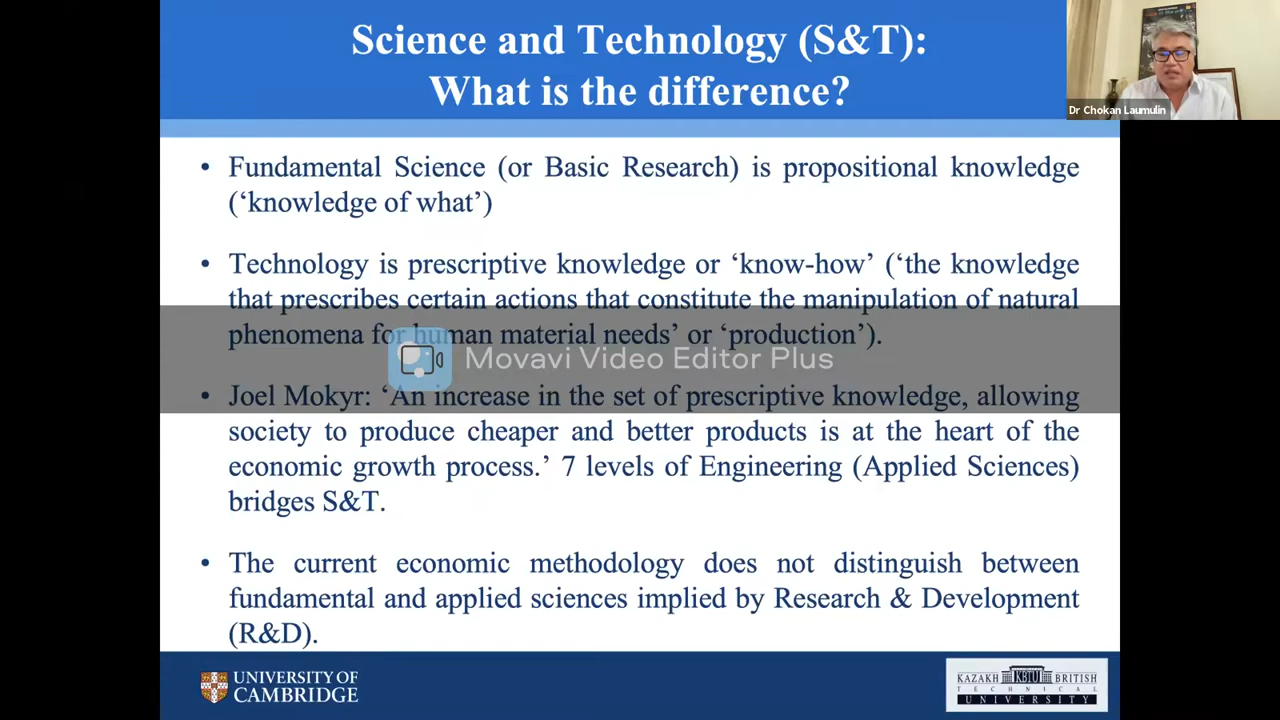 Science and Technology (S&T):
What is the difference?
Dr Chokan Laumulin
• Fundamental Science (or Basic Research) is propositional knowledge
(‘knowledge of what’)
• Technology is prescriptive knowledge or ‘know-how’ (‘the knowledge
that prescribes certain actions that constitute the manipulation of natural
phenomena for human material needs’ or ‘production’).
Movavi Video Editor Plus
• Joel Mokyr: ‘An increase in the set of prescriptive knowledge, allowing
society to produce cheaper and better products is at the heart of the
economic growth process.’ 7 levels of Engineering (Applied Sciences)
bridges S&T.
• The current economic methodology does not distinguish between
fundamental and applied sciences implied by Research & Development
(R&D).
UNIVERSITY OF
CAMBRIDGE
KAZAKH KBTU BRITISH
TECHNICAL
UNIVERSITY